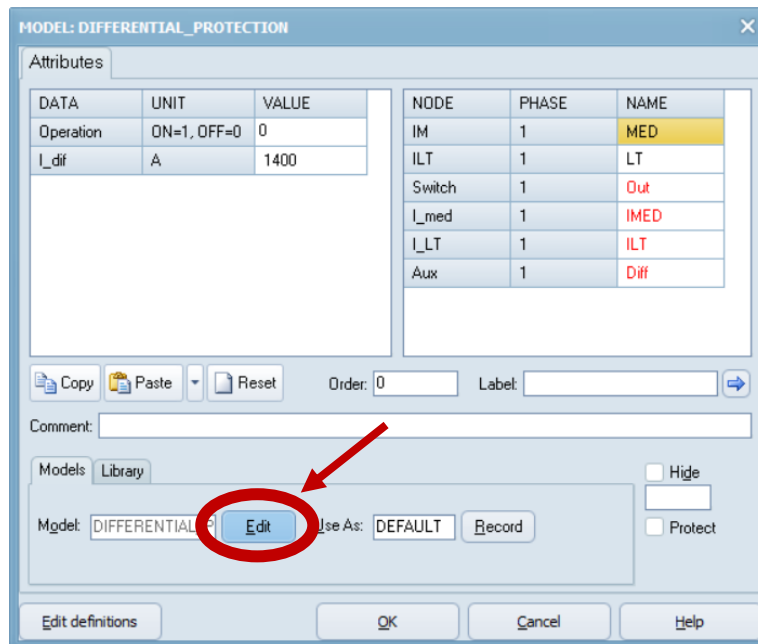 MODEL: DIFFERENTIAL_PROTECTION
Attributes
DATA UNIT VALUE
Operation ON=1, OFF=0 0
I_dif A 1400
NODE PHASE NAME
IM 1 MED
ILT 1 LT
Switch 1 Out
I_med 1 IMED
I_LT 1 ILT
Aux 1 Diff
Copy Paste Reset Order: 0 Label:
Comment:
Models Library
Hide
Model: DIFFERENTIAL Edit Use As: DEFAULT Record
Protect
Edit definitions OK Cancel Help